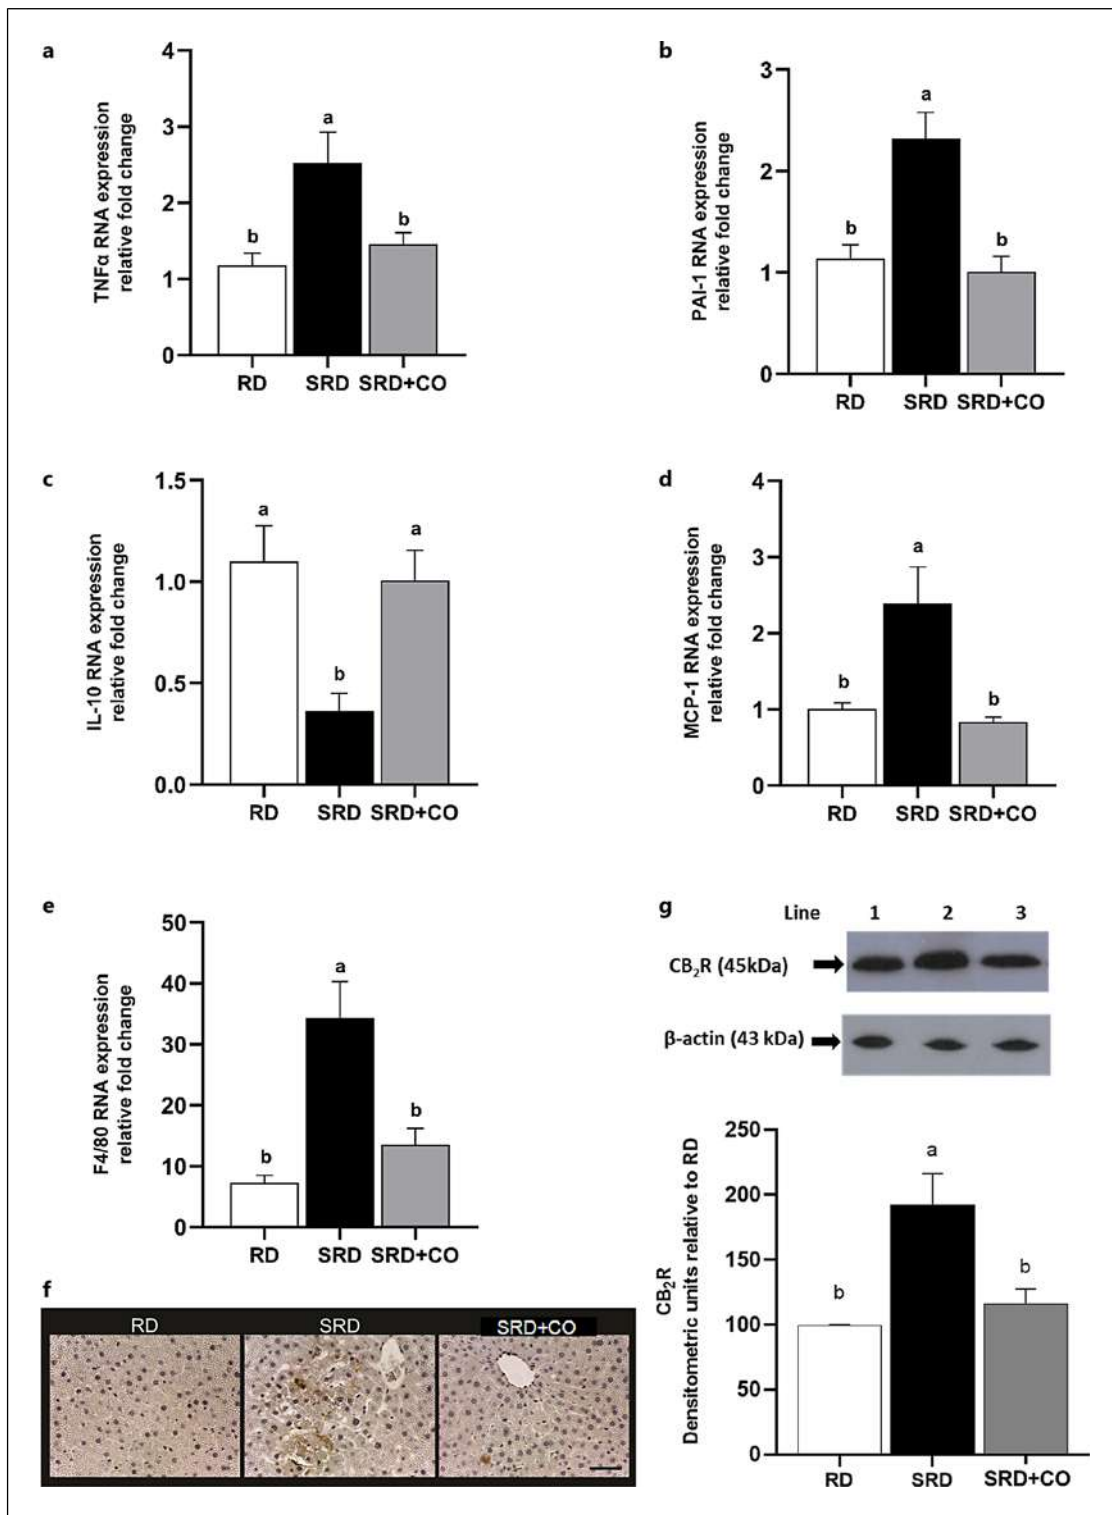 a
TNFα RNA expression
relative fold change
4
3
2
1
0
b
a
b
RD
SRD
SRD+CO
b
PAI-1 RNA expression
relative fold change
3
2
1
0
b
a
b
RD
SRD
SRD+CO
c
IL-10 RNA expression
relative fold change
1.5
1.0
0.5
0.0
a
b
a
RD
SRD
SRD+CO
d
MCP-1 RNA expression
relative fold change
4
3
2
1
0
b
a
b
RD
SRD
SRD+CO
e
F4/80 RNA expression
relative fold change
50
40
30
20
10
0
b
a
b
RD
SRD
SRD+CO
f
RD
SRD
SRD+CO
g
Line 1 2 3
CB₂R (45kDa)
β-actin (43 kDa)
CB₂R
Densitometric units relative to RD
250
200
150
100
50
0
b
a
b
RD
SRD
SRD+CO